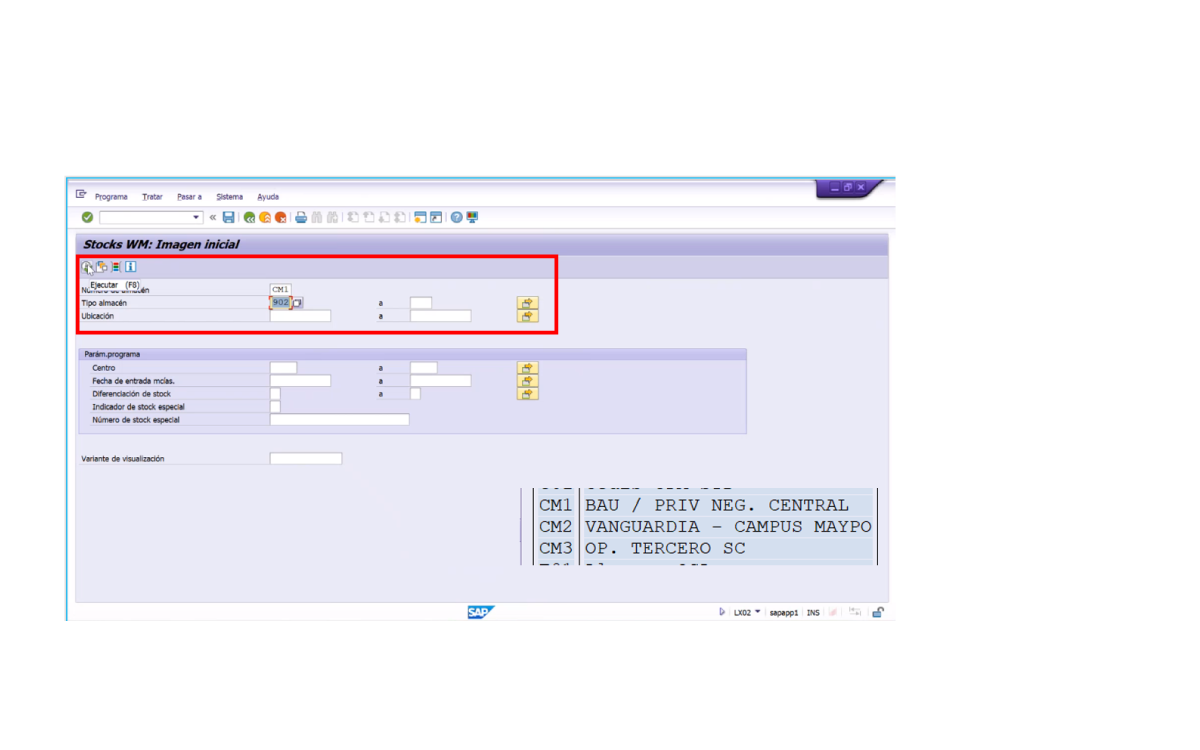 Programa Tratar Pasar a Sistema Ayuda
Stocks WM: Imagen inicial
Ejecutar (F8)
Número de almacén CM1
Tipo almacén 902 a
Ubicación a
Parám.programa
Centro a
Fecha de entrada mcías. a
Diferenciación de stock a
Indicador de stock especial
Número de stock especial
Variante de visualización
CM1 BAU / PRIV NEG. CENTRAL
CM2 VANGUARDIA - CAMPUS MAYPO
CM3 OP. TERCERO SC
SAP
LX02 sapapp1 INS